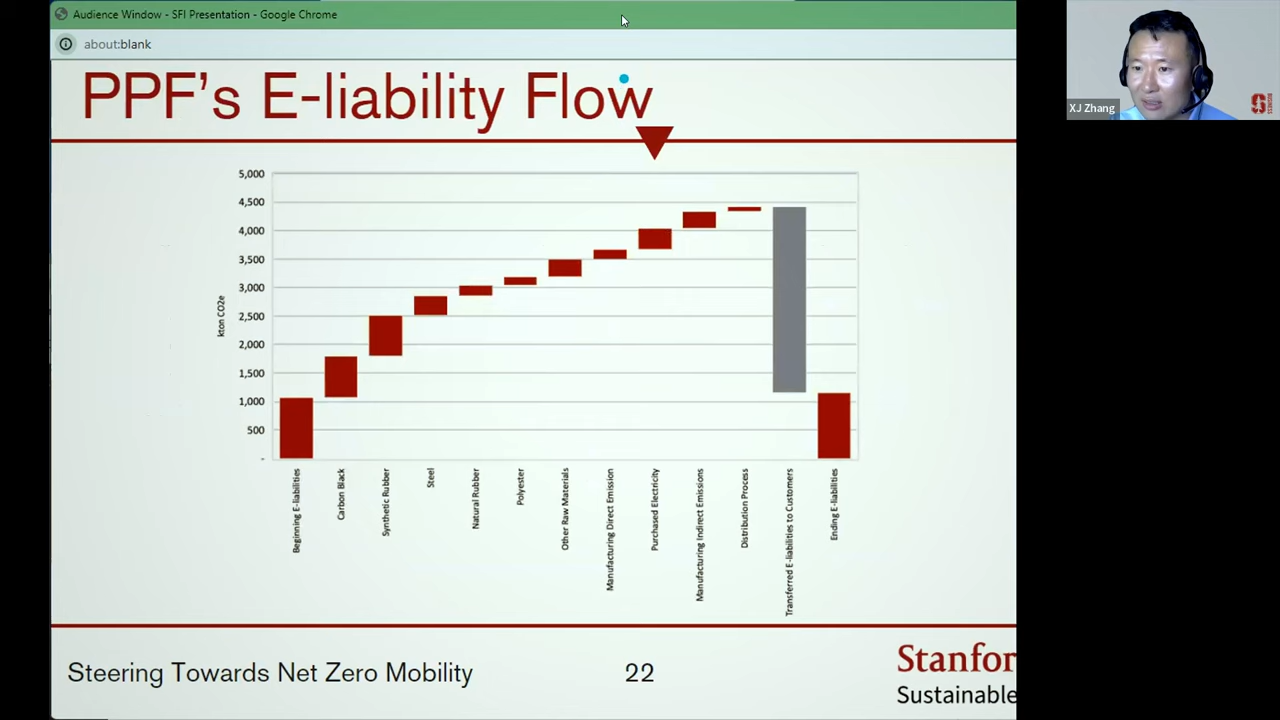 Audience Window - SFI Presentation - Google Chrome
about:blank
PPF's E-liability Flow
5,000
4,500
4,000
3,500
3,000
2,500
2,000
1,500
1,000
500
-
kton CO2e
Beginning E-liabilities
Carbon Black
Synthetic Rubber
Steel
Natural Rubber
Polyester
Other Raw Materials
Manufacturing Direct Emission
Purchased Electricity
Manufacturing Indirect Emissions
Distribution Process
Transferred E-liabilities to Customers
Ending E-liabilities
Steering Towards Net Zero Mobility
22
Stanfor
Sustainable
XJ Zhang